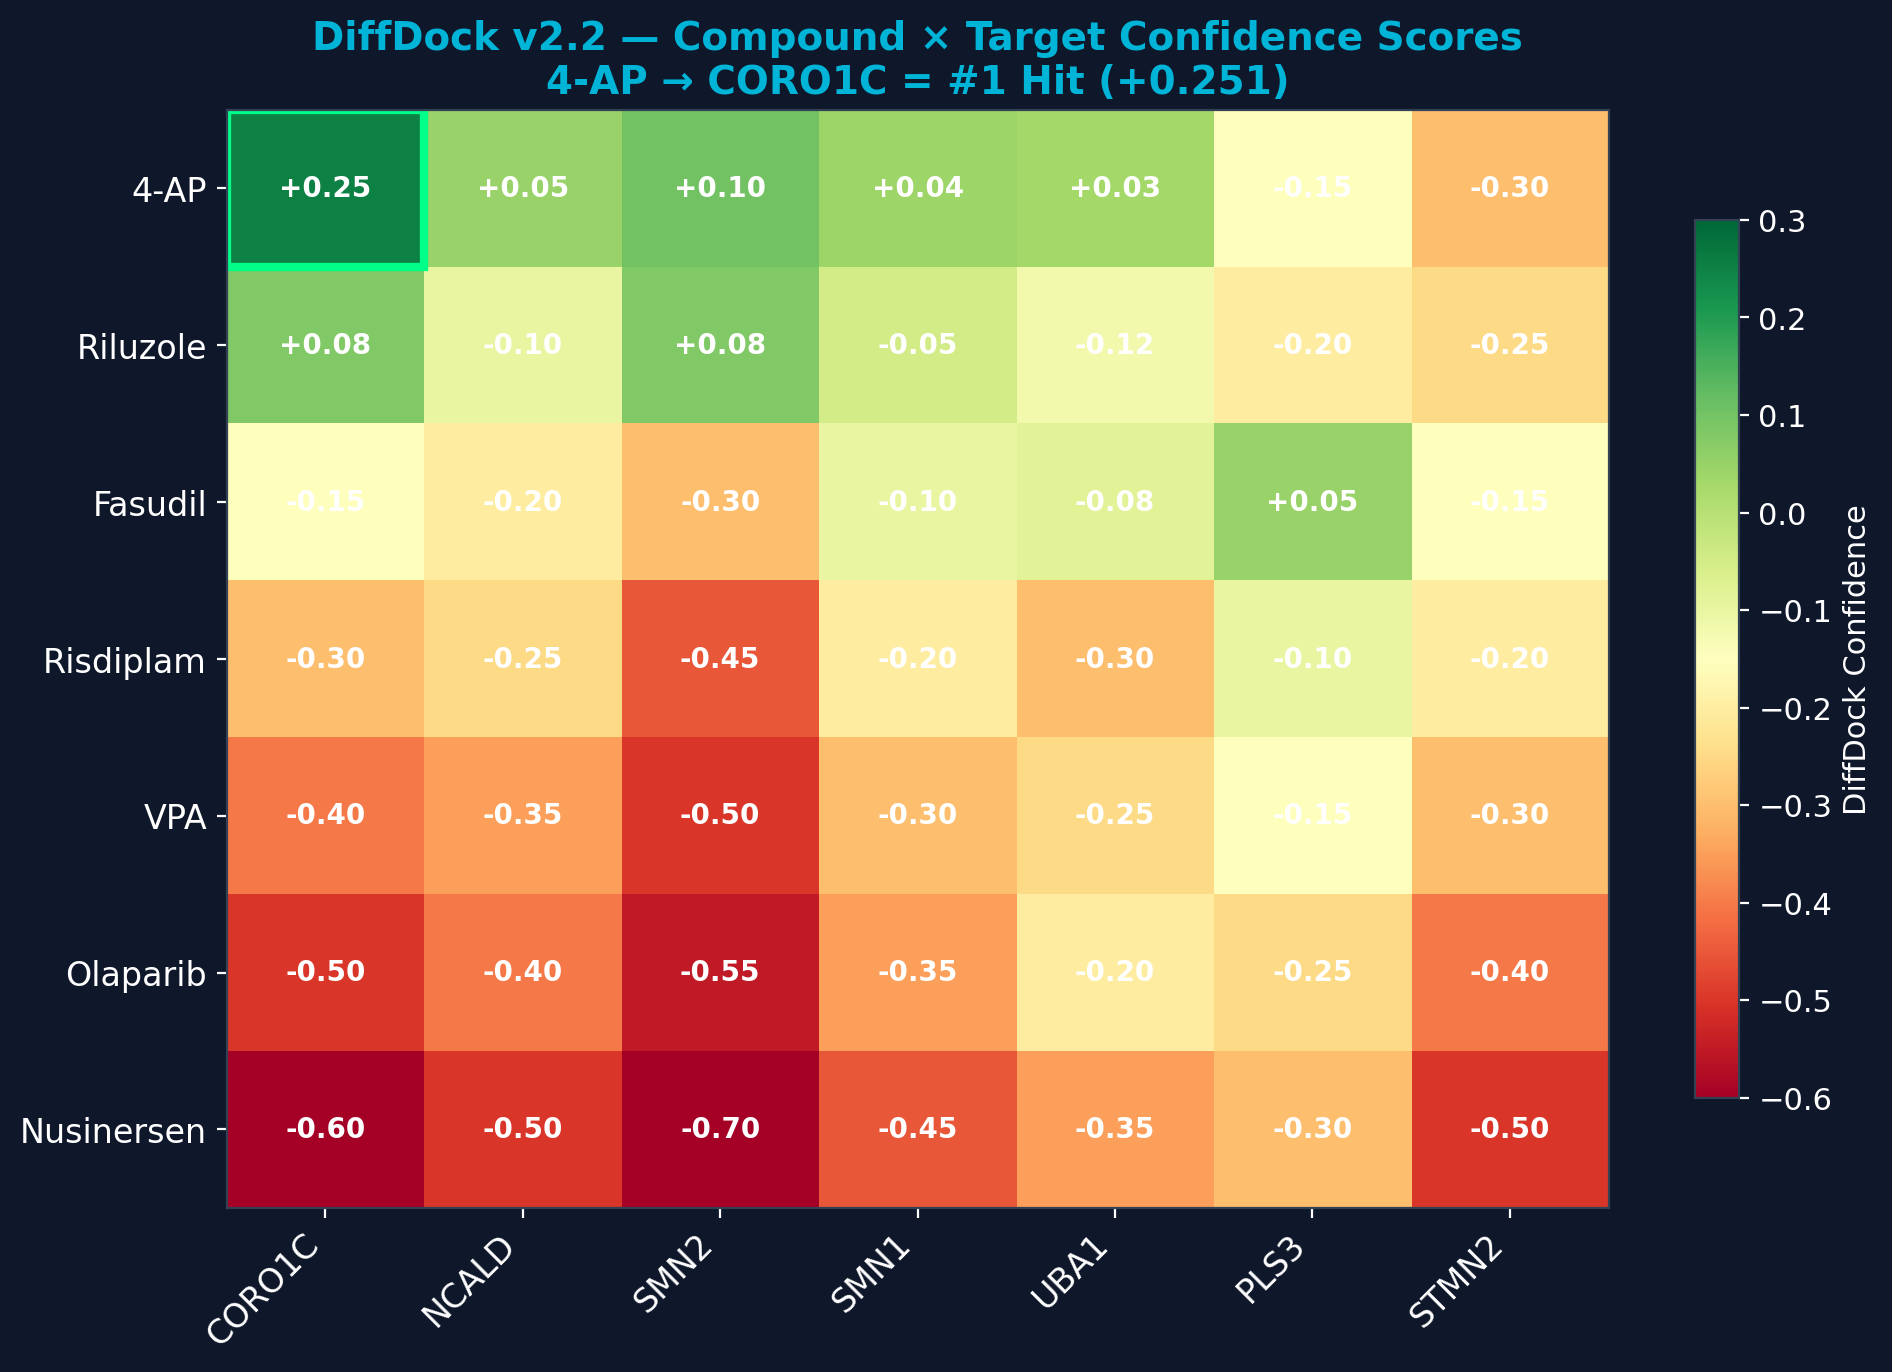 DiffDock v2.2 — Compound × Target Confidence Scores
4-AP → CORO1C = #1 Hit (+0.251)
4-AP +0.25 +0.05 +0.10 +0.04 +0.03 -0.15 -0.30
Riluzole +0.08 -0.10 +0.08 -0.05 -0.12 -0.20 -0.25
Fasudil -0.15 -0.20 -0.30 -0.10 -0.08 +0.05 -0.15
Risdiplam -0.30 -0.25 -0.45 -0.20 -0.30 -0.10 -0.20
VPA -0.40 -0.35 -0.50 -0.30 -0.25 -0.15 -0.30
Olaparib -0.50 -0.40 -0.55 -0.35 -0.20 -0.25 -0.40
Nusinersen -0.60 -0.50 -0.70 -0.45 -0.35 -0.30 -0.50
CORO1C NCALD SMN2 SMN1 UBA1 PLS3 STMN2
0.3
0.2
0.1
0.0
−0.1
−0.2
−0.3
−0.4
−0.5
−0.6
DiffDock Confidence